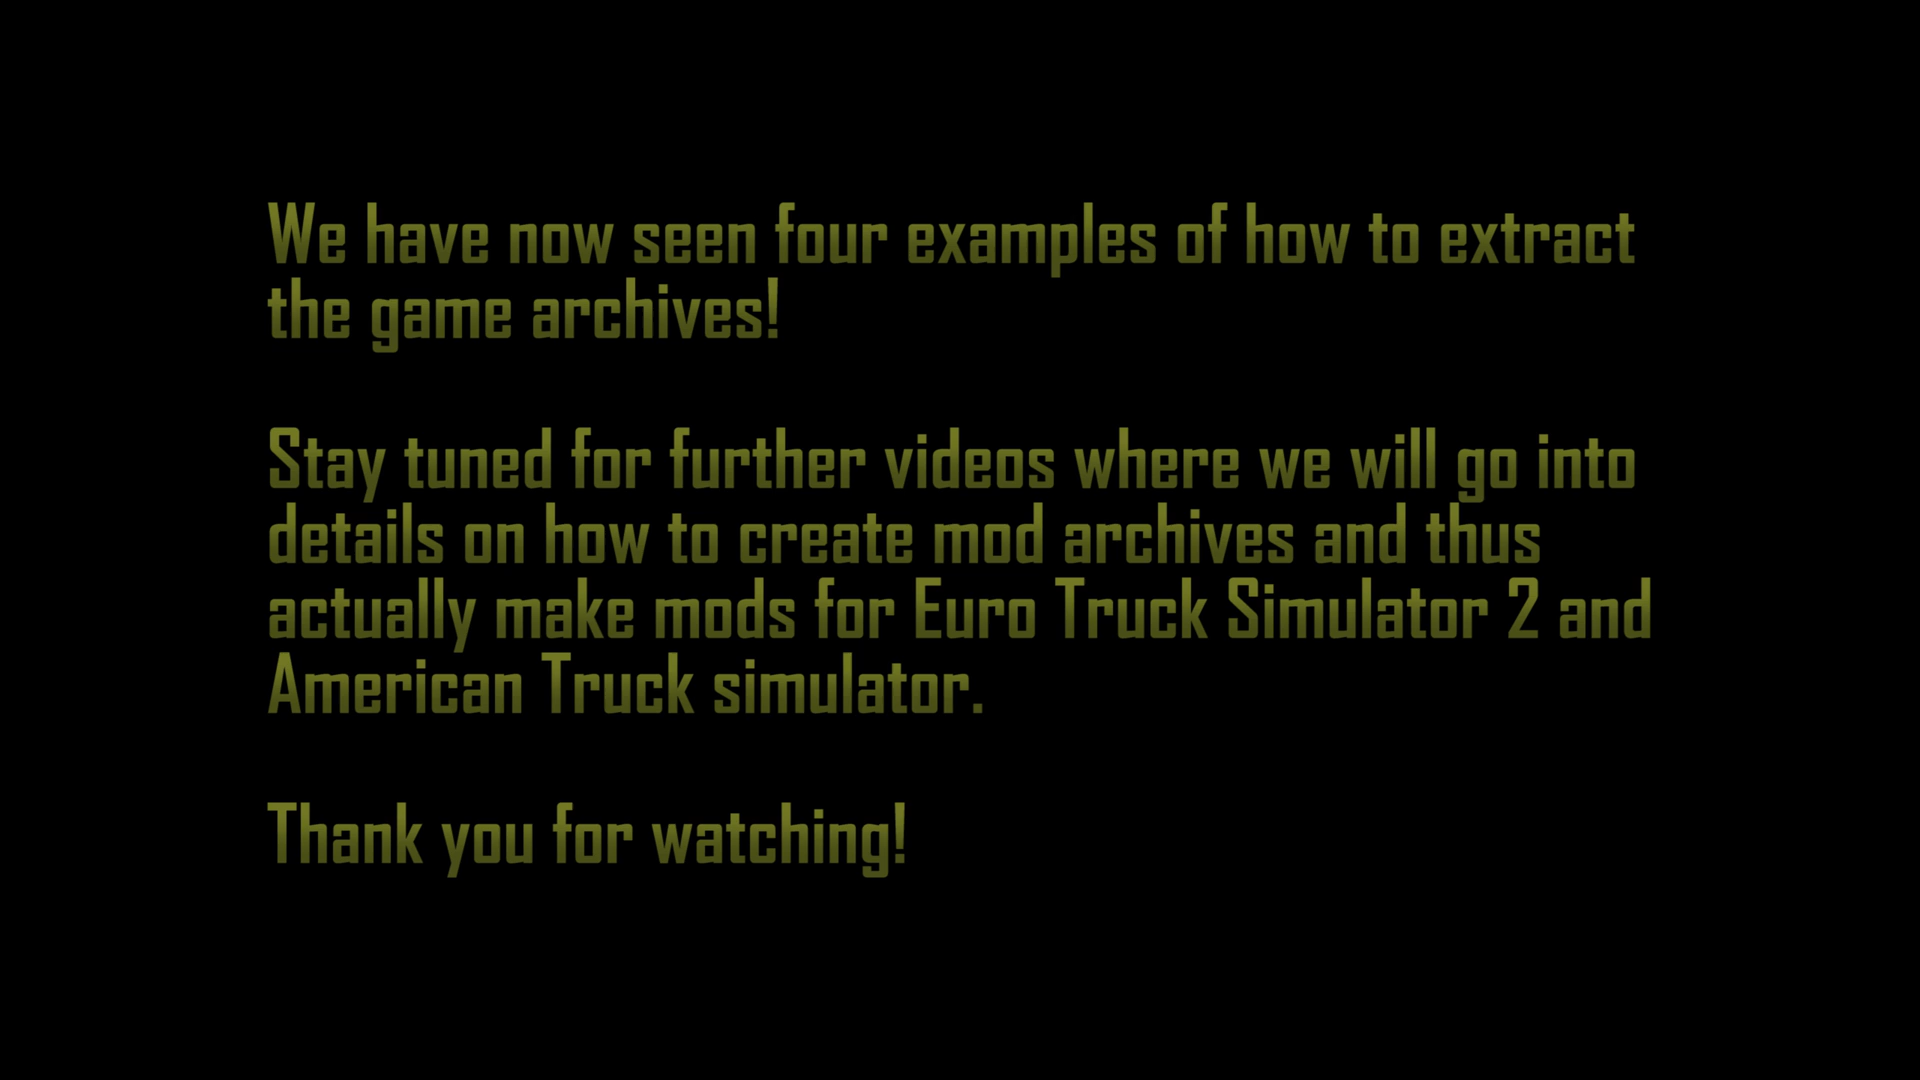 We have now seen four examples of how to extract
the game archives!
Stay tuned for further videos where we will go into
details on how to create mod archives and thus
actually make mods for Euro Truck Simulator 2 and
American Truck simulator.
Thank you for watching!